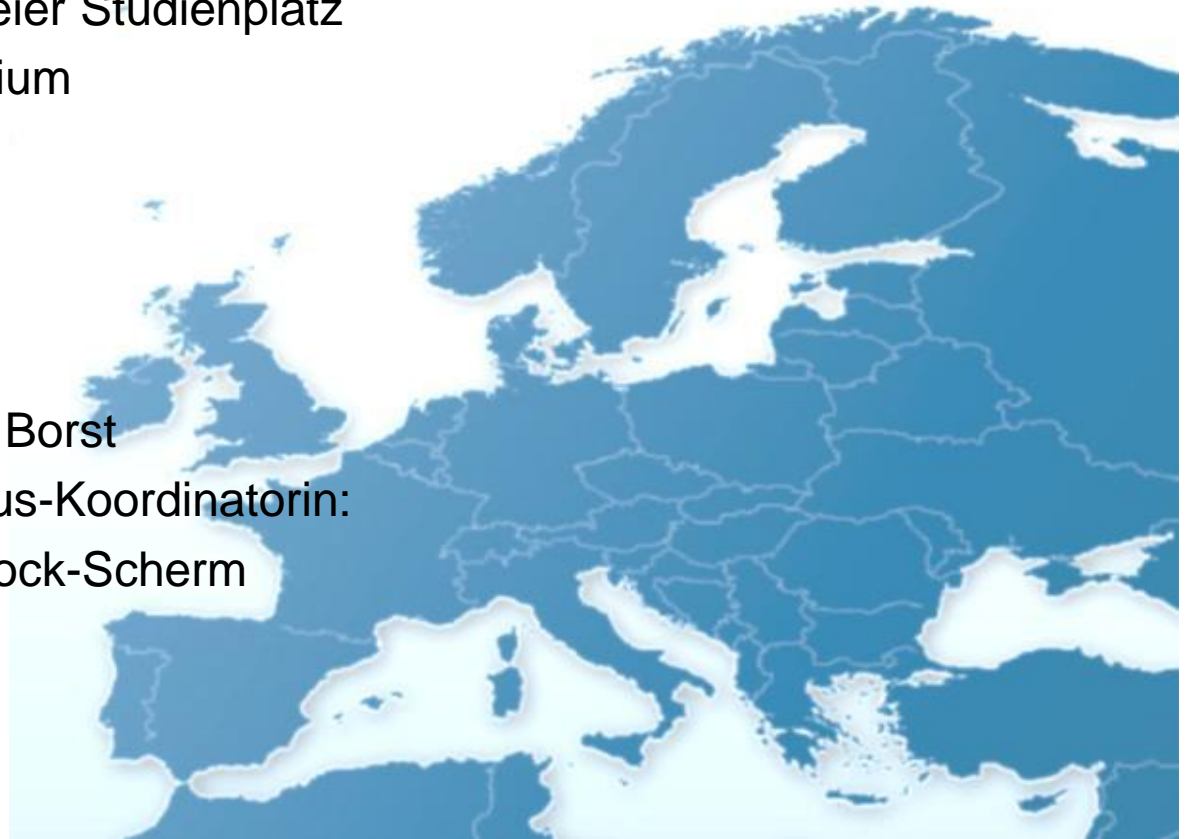 eier Studienplatz
ium
Borst
us-Koordinatorin:
ock-Scherm